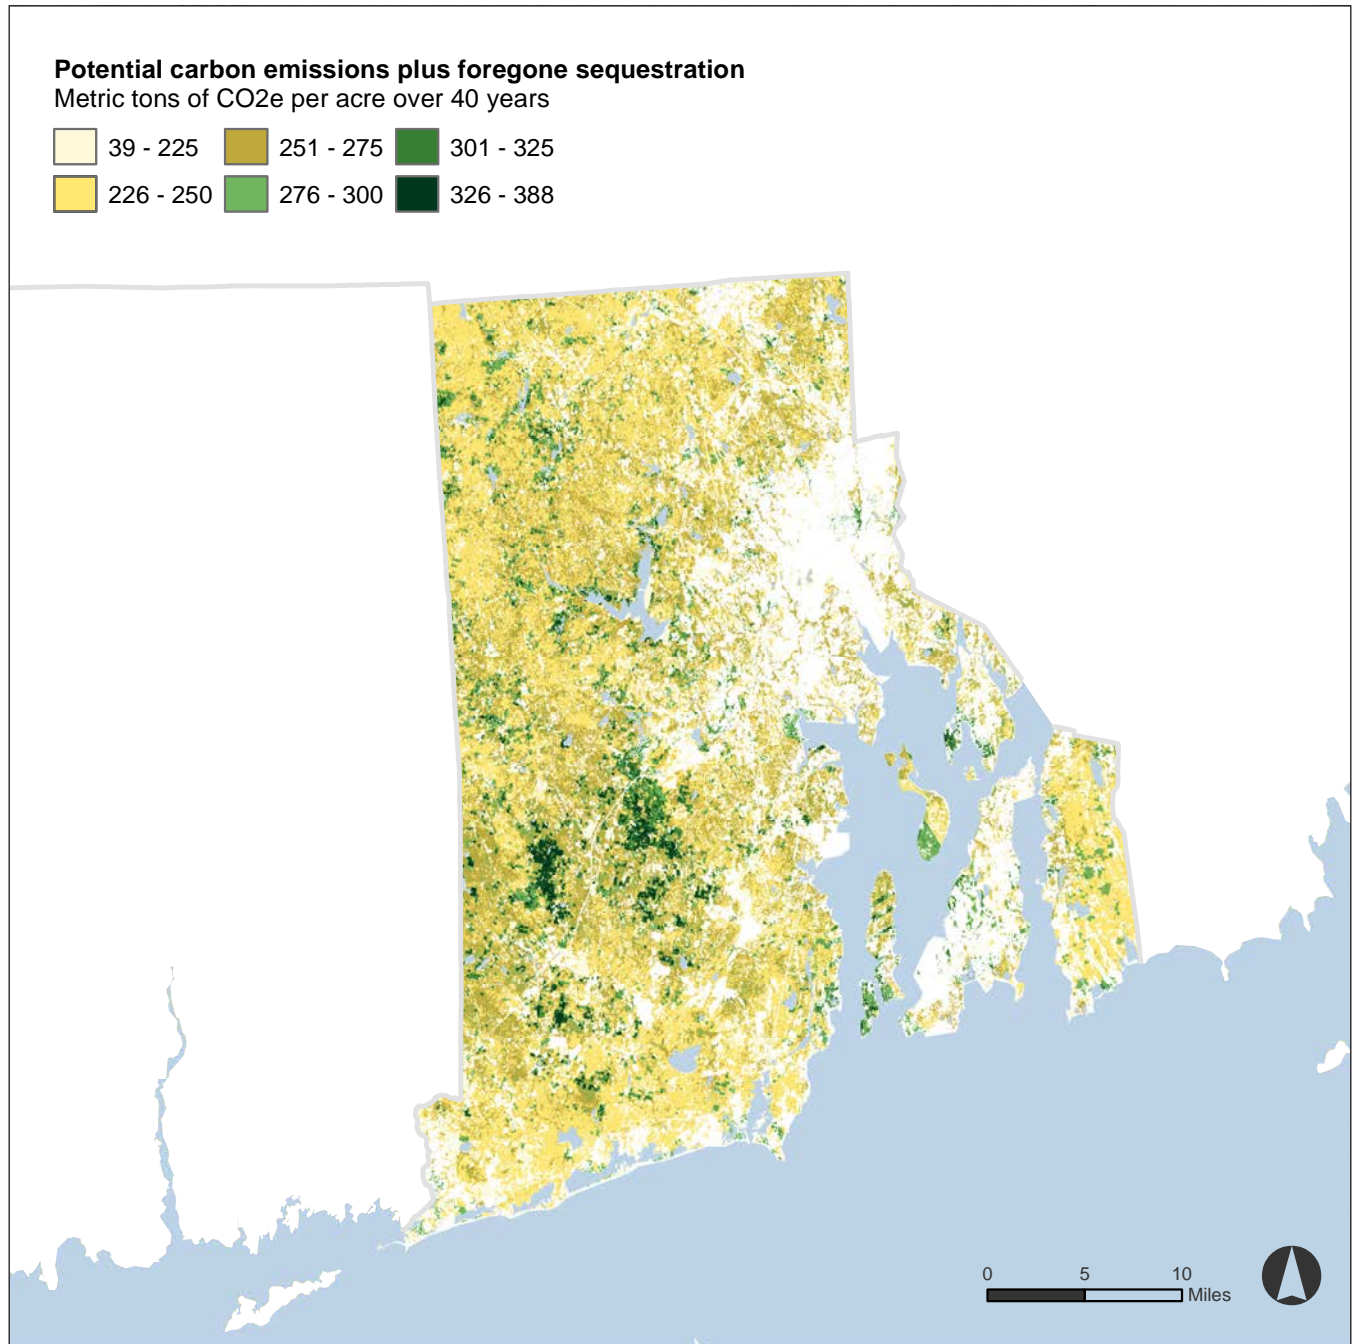 Potential carbon emissions plus foregone sequestration
Metric tons of CO2e per acre over 40 years
39 - 225 251 - 275 301 - 325
226 - 250 276 - 300 326 - 388
0 5 10
Miles